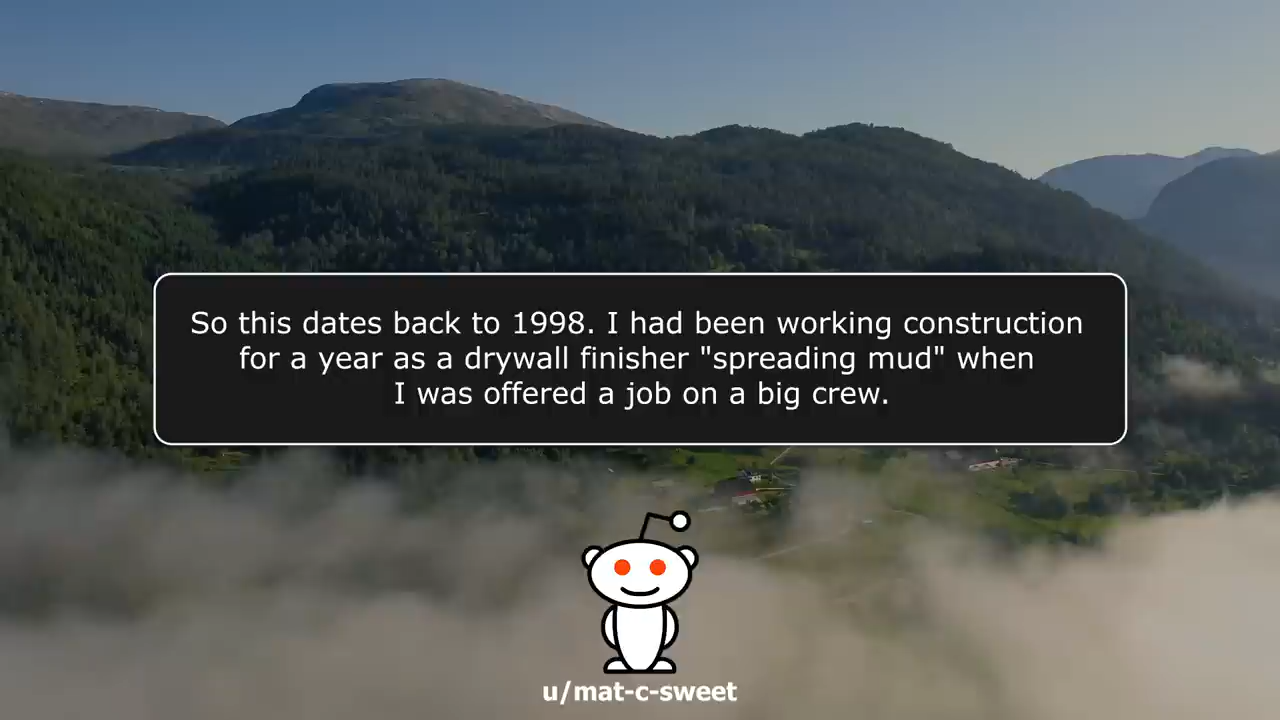 So this dates back to 1998. I had been working construction
for a year as a drywall finisher "spreading mud" when
I was offered a job on a big crew.
u/mat-c-sweet